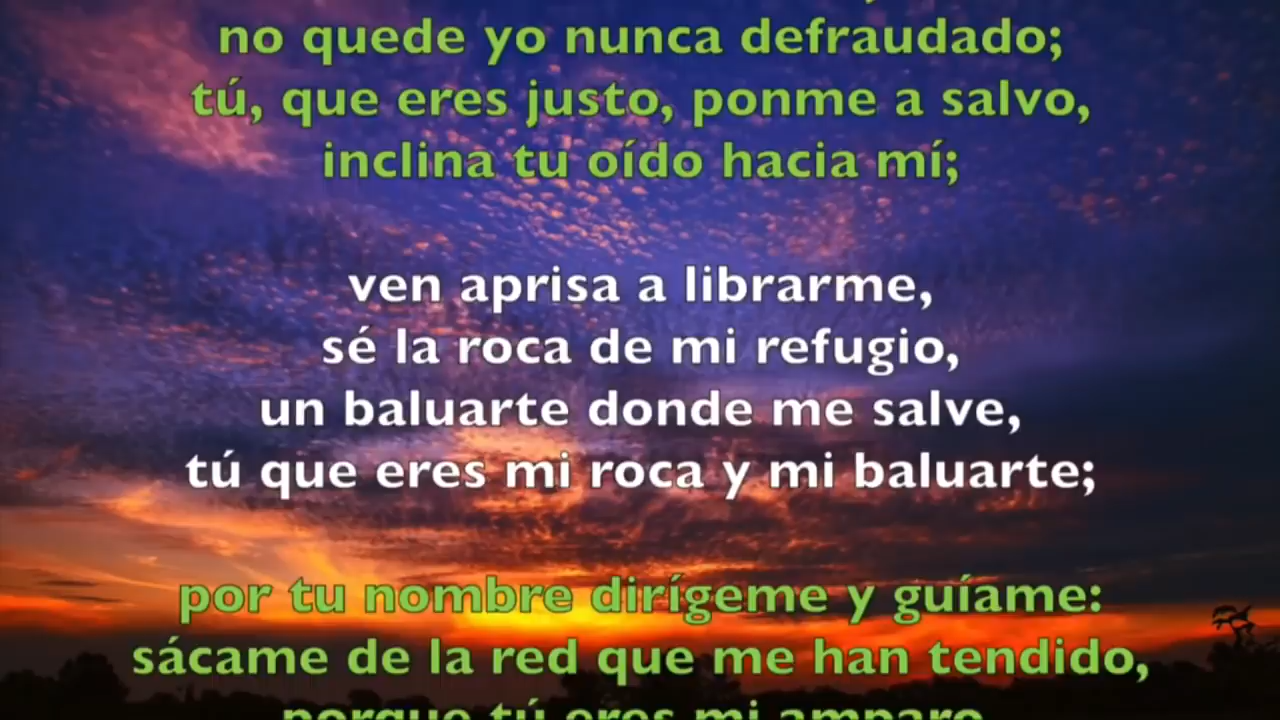 no quede yo nunca defraudado;
tú, que eres justo, ponme a salvo,
inclina tu oído hacia mí;
ven aprisa a librarme,
sé la roca de mi refugio,
un baluarte donde me salve,
tú que eres mi roca y mi baluarte;
por tu nombre dirígeme y guíame:
sácame de la red que me han tendido,
porque tú eres mi amparo